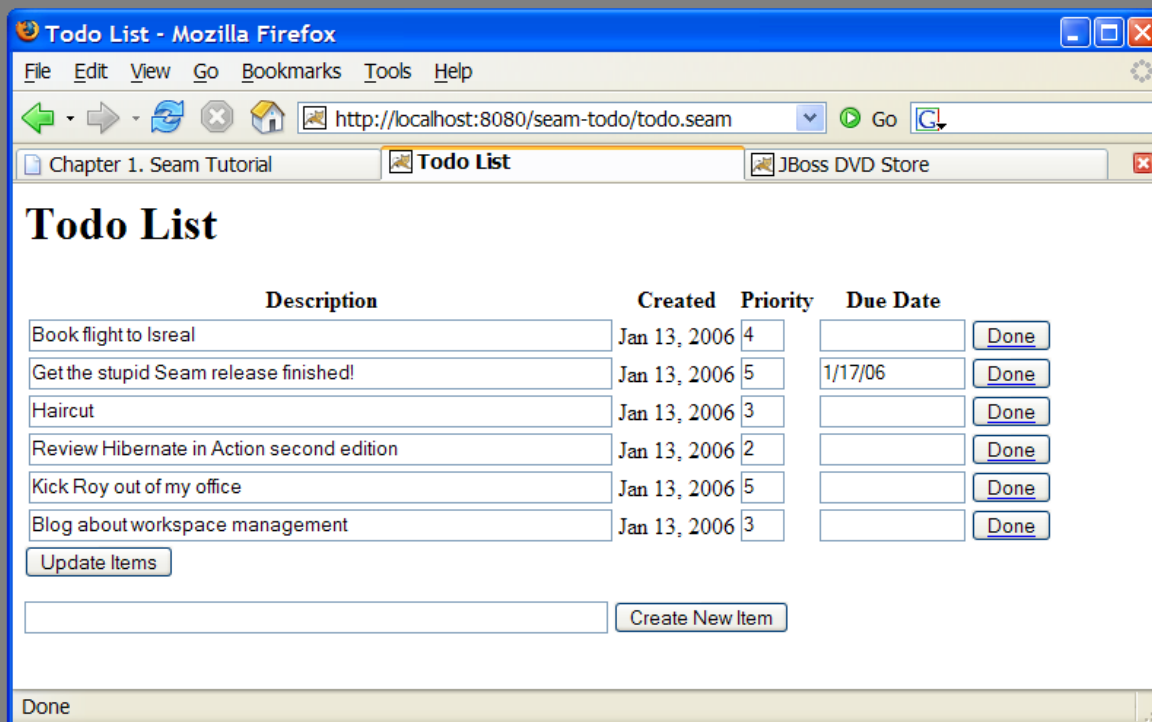 Todo List - Mozilla Firefox
File Edit View Go Bookmarks Tools Help
http://localhost:8080/seam-todo/todo.seam Go G
Chapter 1. Seam Tutorial Todo List JBoss DVD Store
Todo List
Description Created Priority Due Date
Book flight to Isreal Jan 13, 2006 4 Done
Get the stupid Seam release finished! Jan 13, 2006 5 1/17/06 Done
Haircut Jan 13, 2006 3 Done
Review Hibernate in Action second edition Jan 13, 2006 2 Done
Kick Roy out of my office Jan 13, 2006 5 Done
Blog about workspace management Jan 13, 2006 3 Done
Update Items
Create New Item
Done